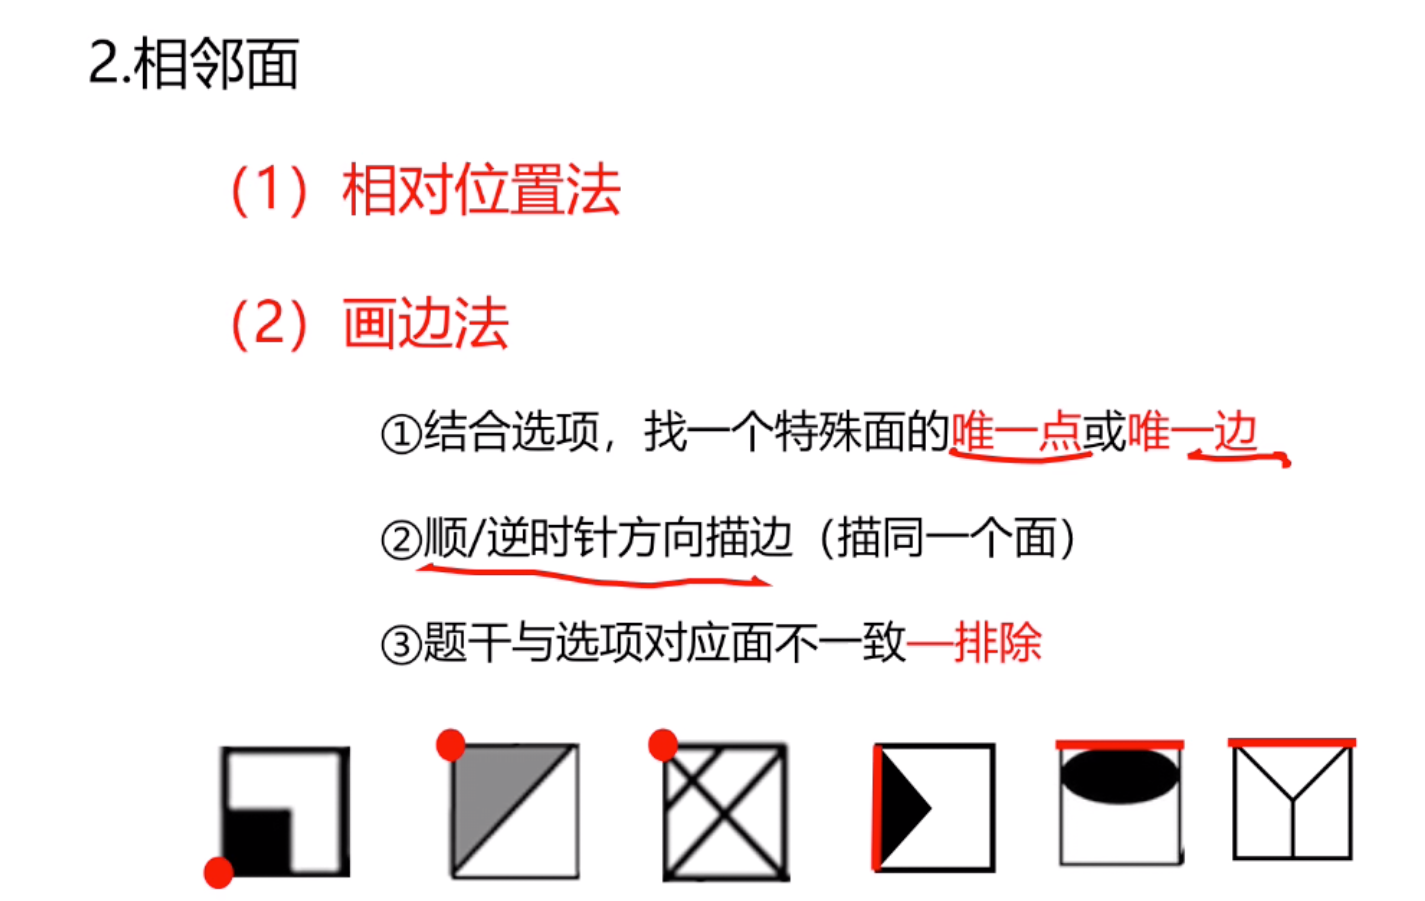 2.相邻面
（1）相对位置法
（2）画边法
①结合选项，找一个特殊面的唯一点或唯一边
②顺/逆时针方向描边（描同一个面）
③题干与选项对应面不一致—排除